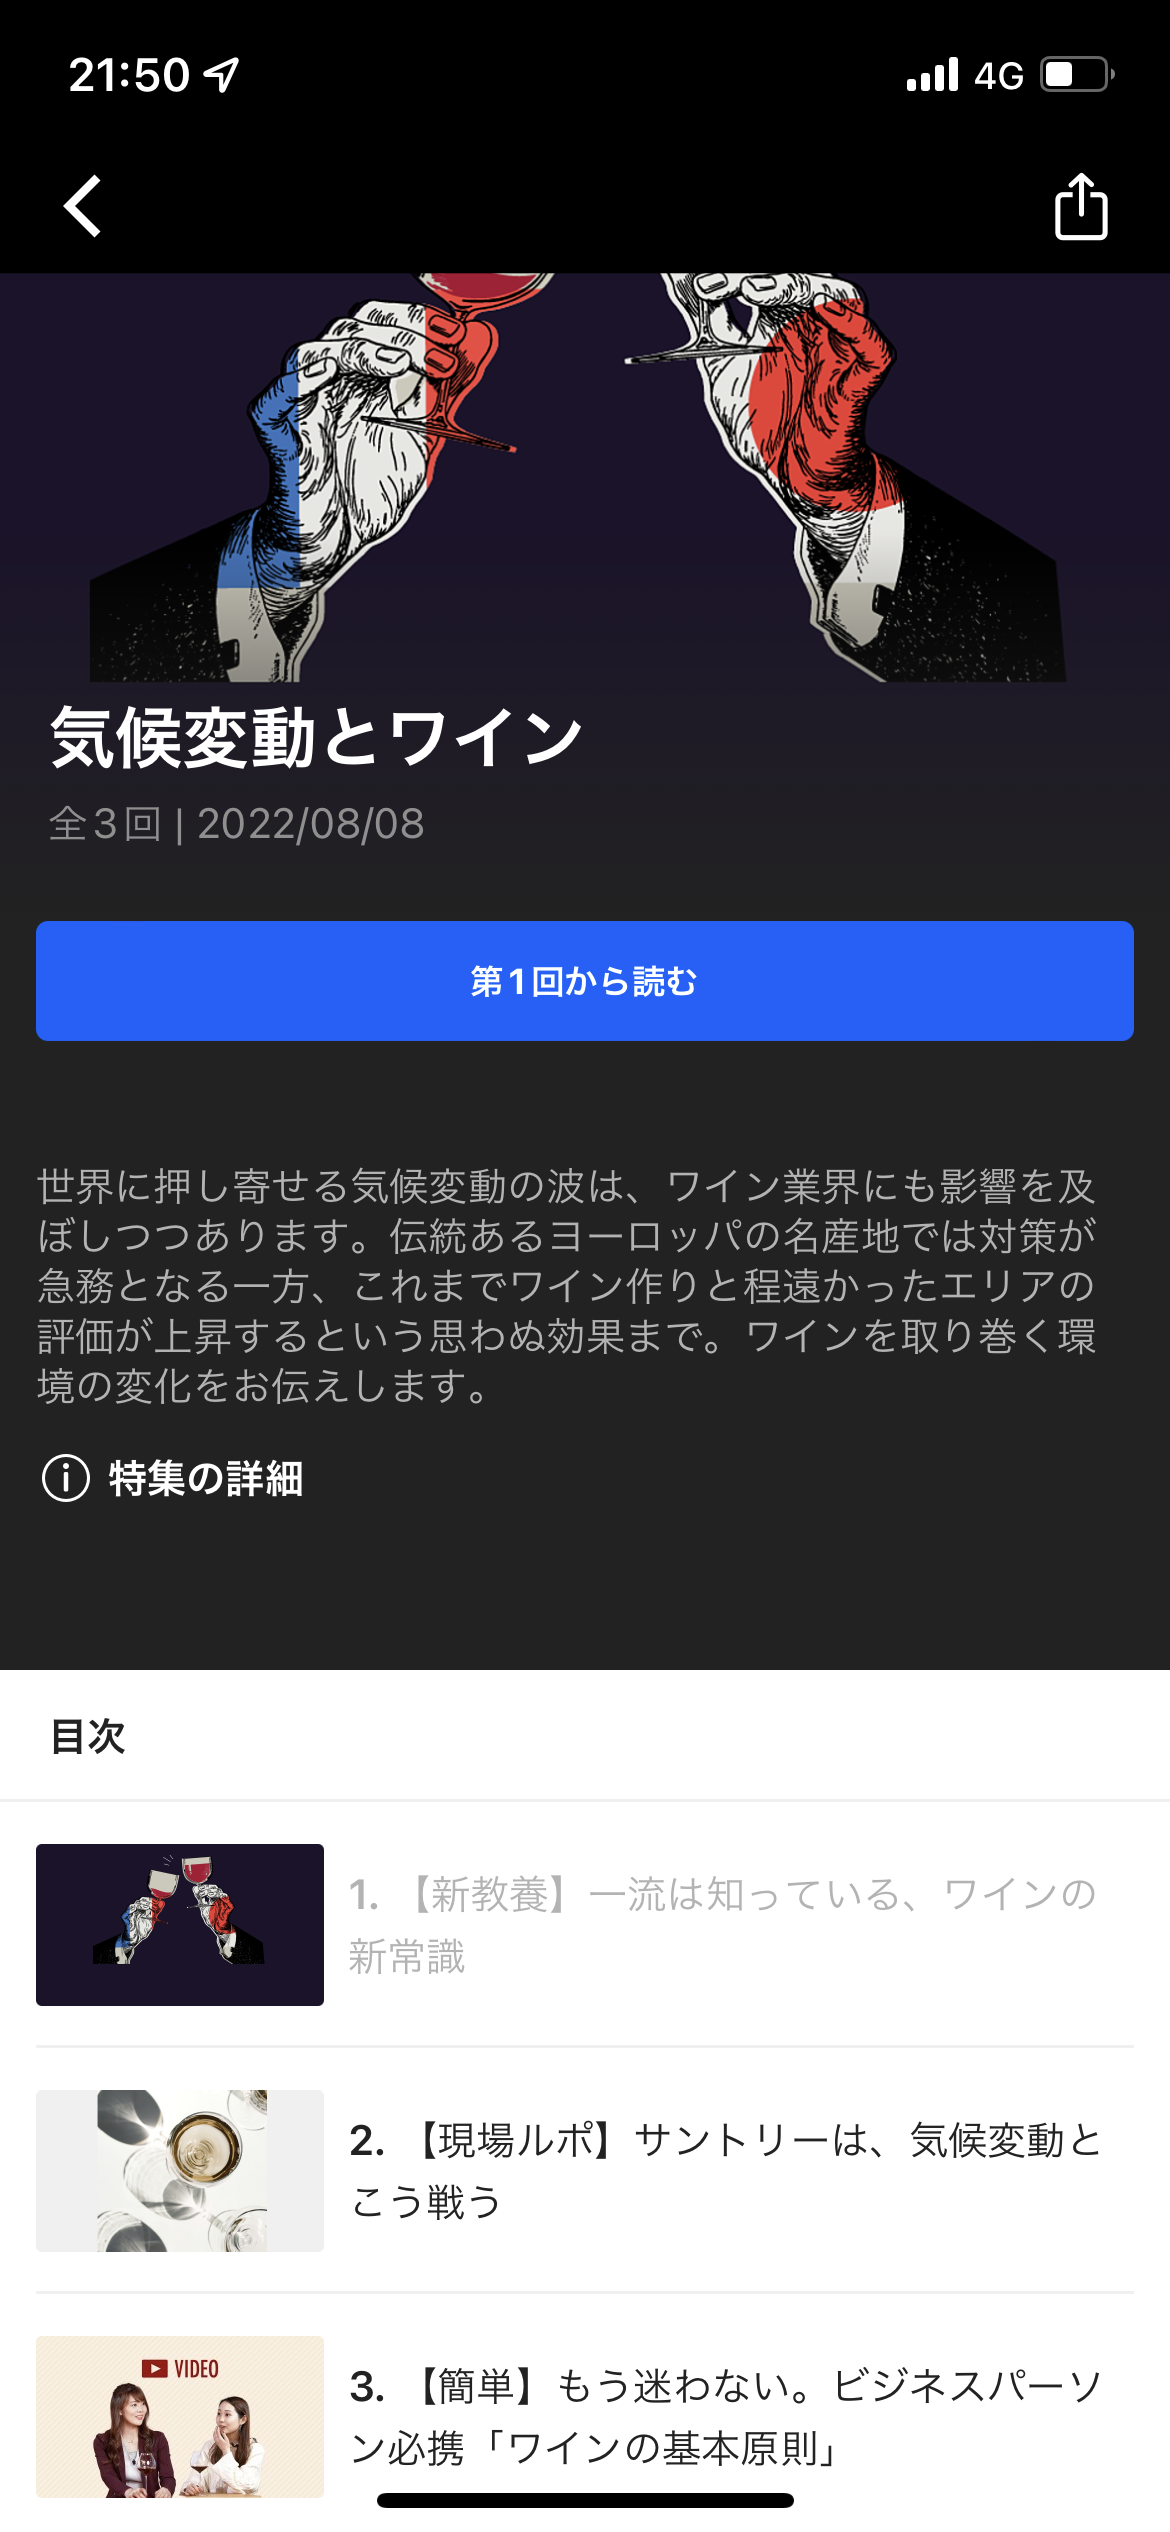 21:50
4G
気候変動とワイン
全3回 | 2022/08/08
第1回から読む
世界に押し寄せる気候変動の波は、ワイン業界にも影響を及
ぼしつつあります。伝統あるヨーロッパの名産地では対策が
急務となる一方、これまでワイン作りと程遠かったエリアの
評価が上昇するという思わぬ効果まで。ワインを取り巻く環
境の変化をお伝えします。
特集の詳細
目次
1. 【新教養】一流は知っている、ワインの
新常識
2. 【現場ルポ】サントリーは、気候変動と
こう戦う
VIDEO
3. 【簡単】もう迷わない。ビジネスパーソ
ン必携「ワインの基本原則」